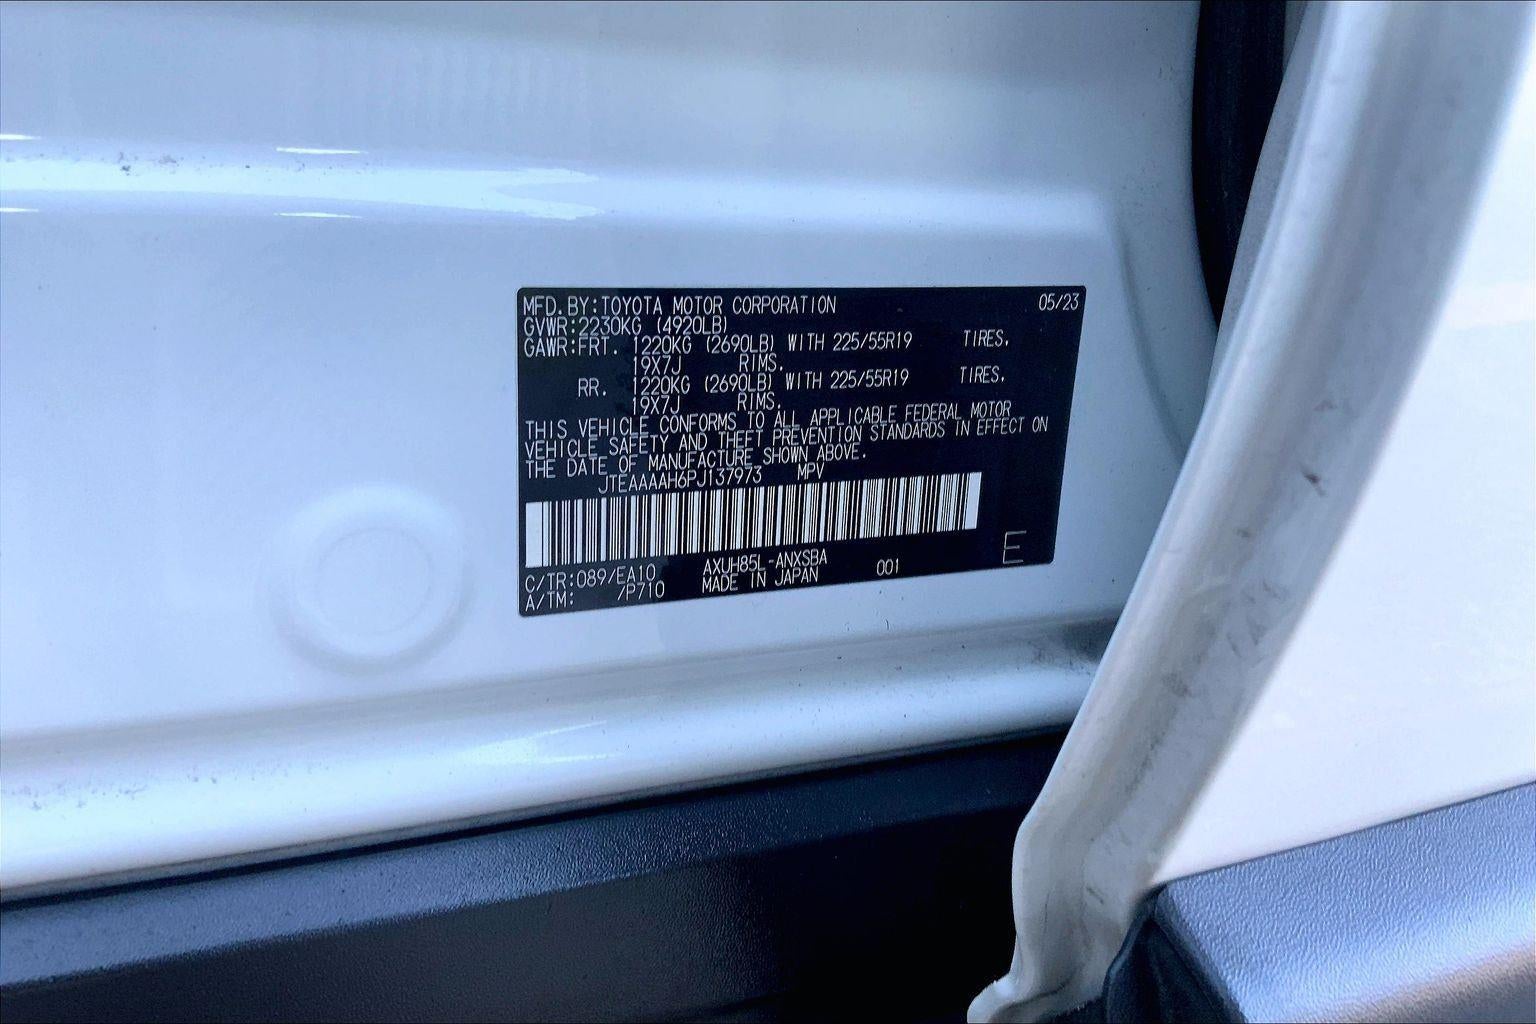 MFD. BY: TOYOTA MOTOR CORPORATION 05/23
GVWR: 2230KG (4920LB)
GAWR: FRT. 1220KG (2690LB) WITH 225/55R19 TIRES,
19X7J RIMS.
RR. 1220KG (2690LB) WITH 225/55R19 TIRES,
19X7J RIMS.
THIS VEHICLE CONFORMS TO ALL APPLICABLE FEDERAL MOTOR
VEHICLE SAFETY AND THEFT PREVENTION STANDARDS IN EFFECT ON
THE DATE OF MANUFACTURE SHOWN ABOVE.
JTEAAAAH6PJ137973 MPV
C/TR: 089/EA10 AXUH85L-ANXSBA 001 E
A/TM: /P710 MADE IN JAPAN